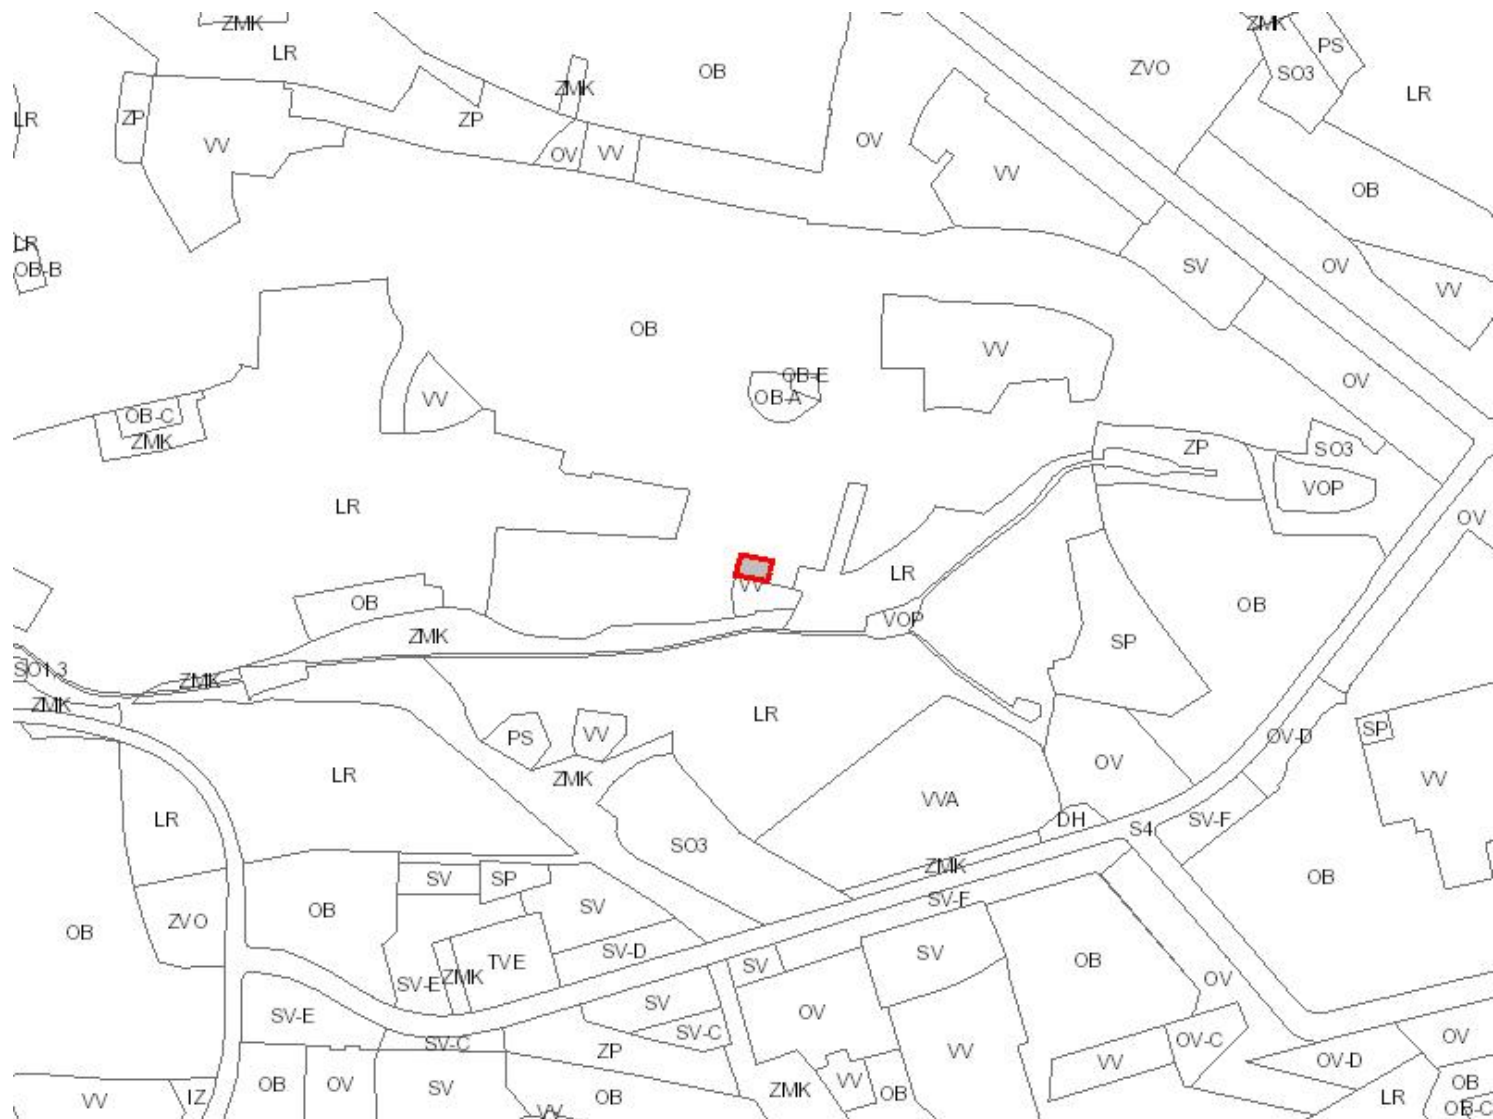 ZMK
ZMK
PS
LR
OB
ZVO
SO3
ZMK
LR
LR
ZP
ZP
VV
OV
VV
OV
VV
OB
LR
OB-B
SV
OV
VV
OB
VV
OV
OB-E
OB-A
VV
OB-C
ZMK
ZP
SO3
VOP
LR
OV
LR
VV
OB
OB
VOP
ZMK
SP
SO1,3
ZMK
ZMK
LR
PS
VV
OV-D
SP
OV
LR
ZMK
VV
VVA
LR
DH
S4
SV-F
SO3
ZMK
SV
SP
OB
SV-F
SV
OB
ZVO
OB
SV-D
SV
OB
TVE
SV
SV-E
ZMK
OV
SV
OV
SV-E
SV-C
OV
SV-C
ZP
OV-C
VV
VV
OV-D
OB
OV
SV
VV
OB
ZMK
OB
LR
OB
VV
IZ
OB-C
VV